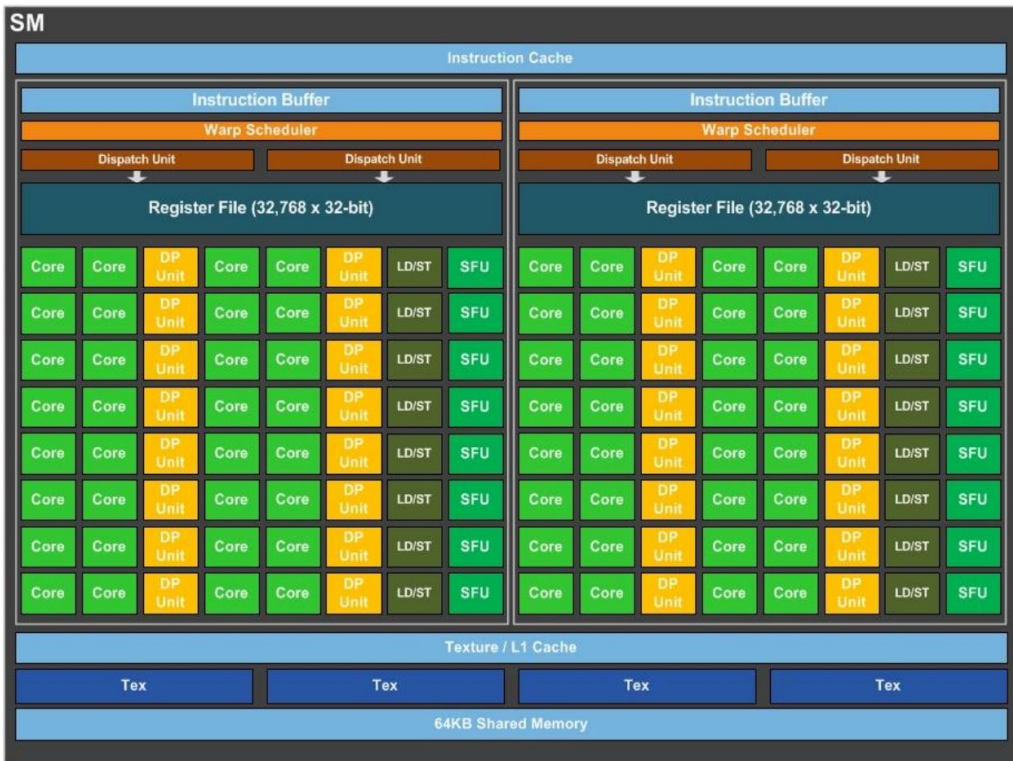 SM
Instruction Cache
Instruction Buffer Instruction Buffer
Warp Scheduler Warp Scheduler
Dispatch Unit Dispatch Unit Dispatch Unit Dispatch Unit
Register File (32,768 x 32-bit) Register File (32,768 x 32-bit)
Core Core DP Unit Core Core DP Unit LD/ST SFU Core Core DP Unit Core Core DP Unit LD/ST SFU
Core Core DP Unit Core Core DP Unit LD/ST SFU Core Core DP Unit Core Core DP Unit LD/ST SFU
Core Core DP Unit Core Core DP Unit LD/ST SFU Core Core DP Unit Core Core DP Unit LD/ST SFU
Core Core DP Unit Core Core DP Unit LD/ST SFU Core Core DP Unit Core Core DP Unit LD/ST SFU
Core Core DP Unit Core Core DP Unit LD/ST SFU Core Core DP Unit Core Core DP Unit LD/ST SFU
Core Core DP Unit Core Core DP Unit LD/ST SFU Core Core DP Unit Core Core DP Unit LD/ST SFU
Core Core DP Unit Core Core DP Unit LD/ST SFU Core Core DP Unit Core Core DP Unit LD/ST SFU
Core Core DP Unit Core Core DP Unit LD/ST SFU Core Core DP Unit Core Core DP Unit LD/ST SFU
Texture / L1 Cache
Tex Tex Tex Tex
64KB Shared Memory